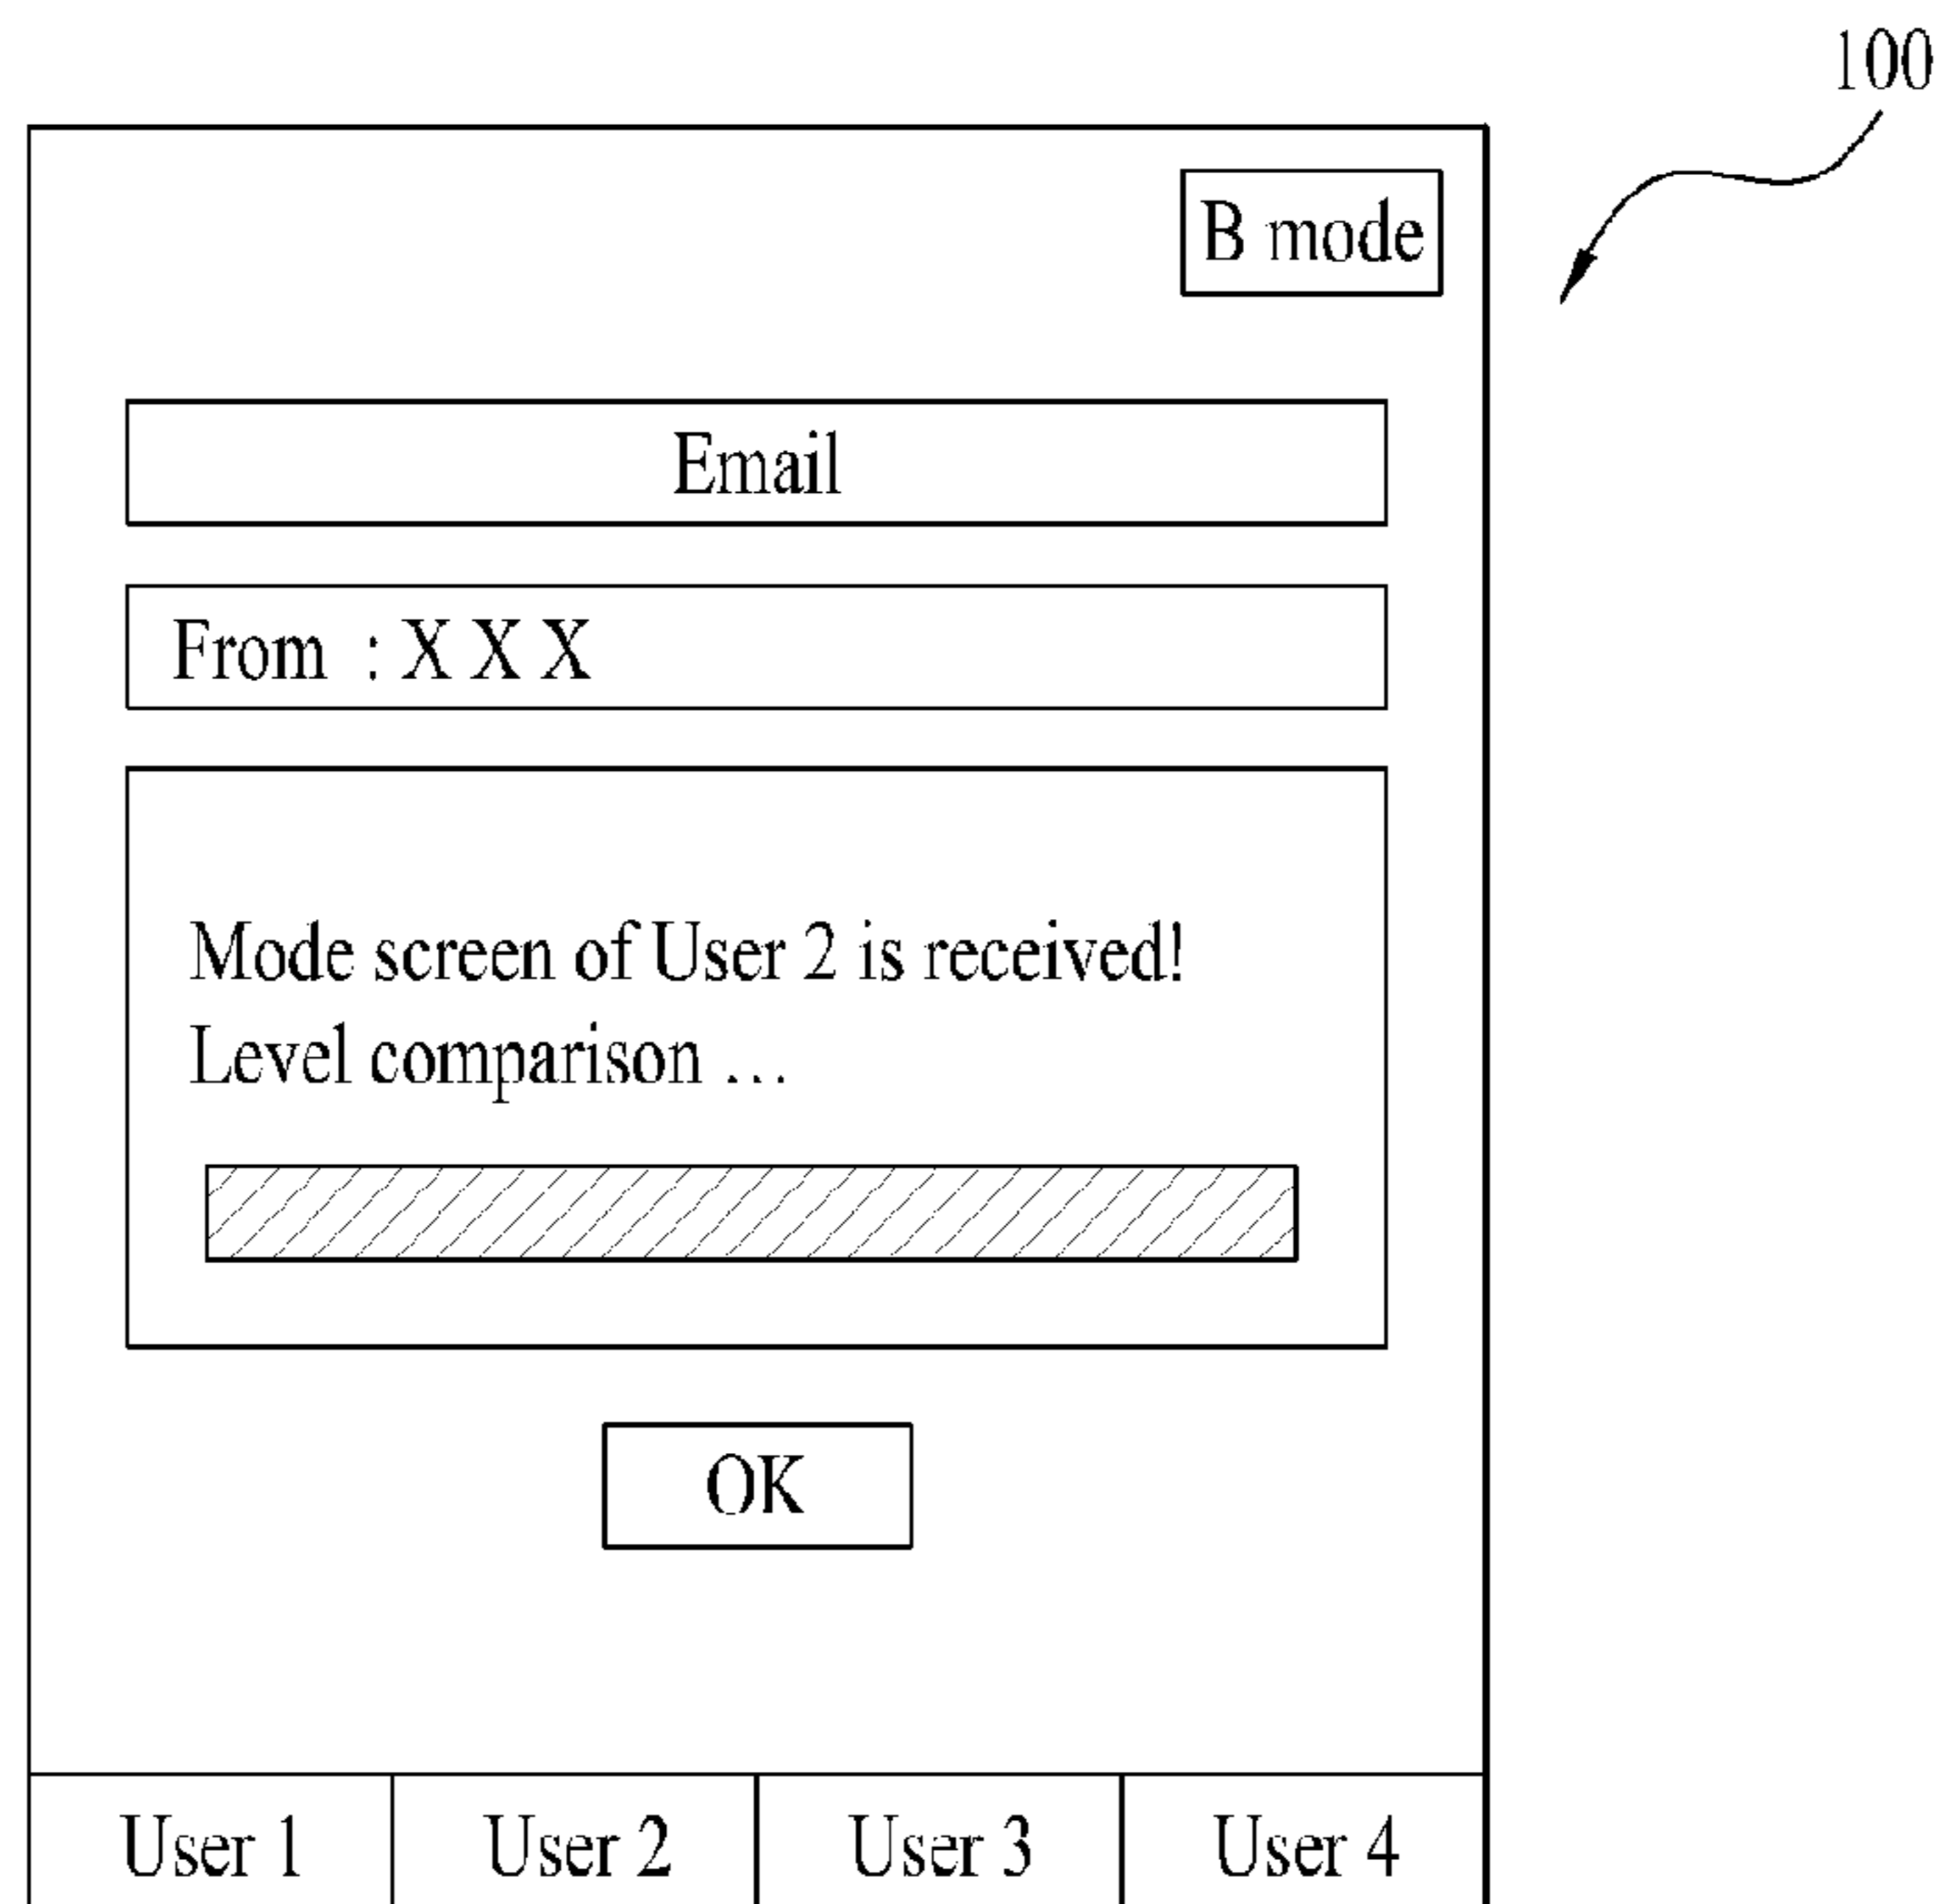 100
B mode
Email
From : X X X
Mode screen of User 2 is received!
Level comparison ...
OK
User 1 User 2 User 3 User 4